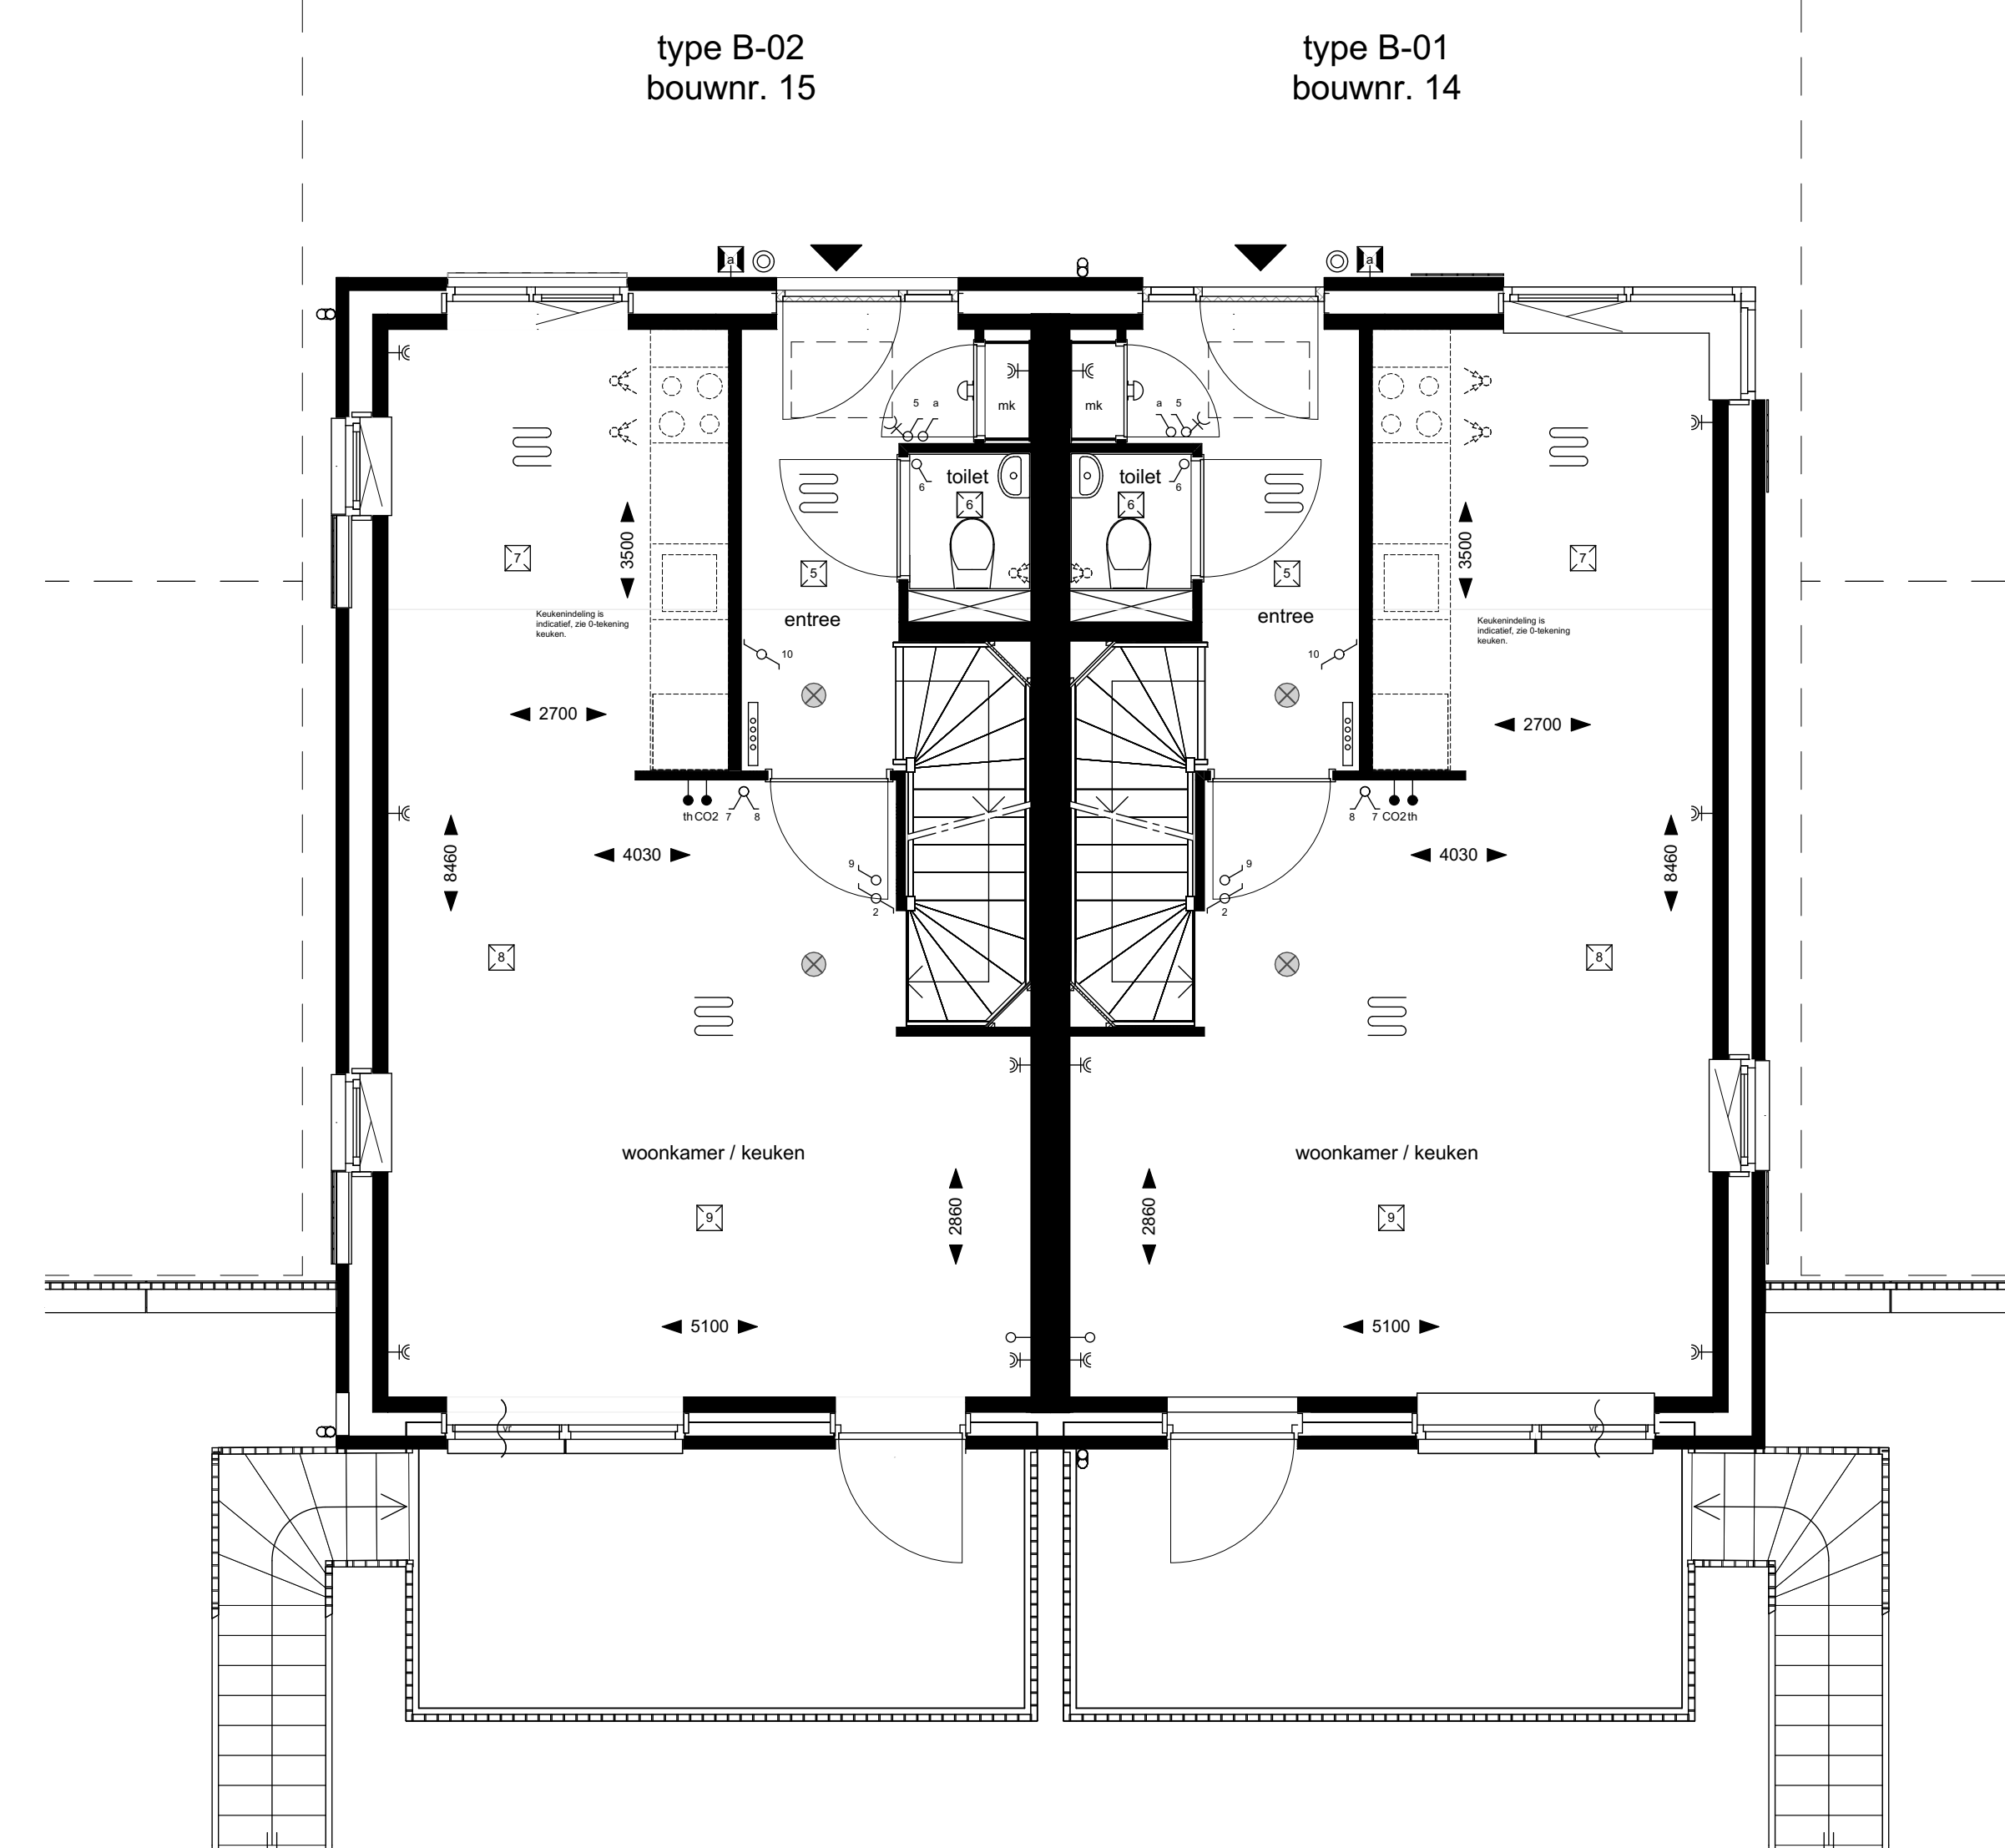 type B-02
bouwnr. 15
type B-01
bouwnr. 14
a
a
mk
mk
5 a
a 5
toilet
toilet
6
6
6
6
3500
3500
7
7
5
5
Keukenindeling is
indicatief, zie 0-tekening
keuken.
entree
entree
Keukenindeling is
indicatief, zie 0-tekening
keuken.
10
10
2700
2700
th CO2 7 8
8 7 CO2 th
8460
4030
9
2
9
2
4030
8460
8
8
woonkamer / keuken
woonkamer / keuken
9
2860
2860
9
5100
5100
vr
vr